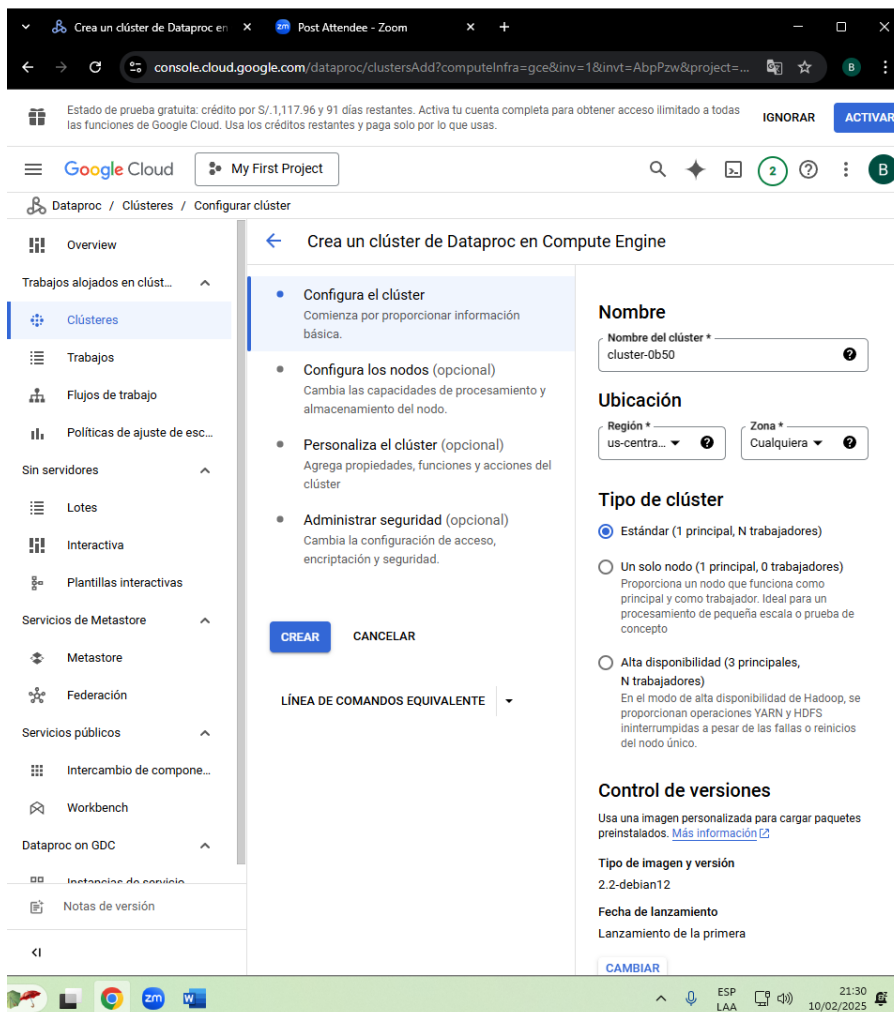 Crea un clúster de Dataproc en
Post Attendee - Zoom
console.cloud.google.com/dataproc/clustersAdd?computeInfra=gce&inv=1&invt=AbpPzw&project=...
B
Estado de prueba gratuita: crédito por S/.1,117.96 y 91 días restantes. Activa tu cuenta completa para obtener acceso ilimitado a todas
las funciones de Google Cloud. Usa los créditos restantes y paga solo por lo que usas.
IGNORAR
ACTIVAR
Google Cloud
My First Project
2
B
Dataproc / Clústeres / Configurar clúster
Overview
Trabajos alojados en clúst...
Clústeres
Trabajos
Flujos de trabajo
Políticas de ajuste de esc...
Sin servidores
Lotes
Interactiva
Plantillas interactivas
Servicios de Metastore
Metastore
Federación
Servicios públicos
Intercambio de compone...
Workbench
Dataproc on GDC
Instancias de servicio
Notas de versión
Crea un clúster de Dataproc en Compute Engine
Configura el clúster
Comienza por proporcionar información
básica.
Configura los nodos (opcional)
Cambia las capacidades de procesamiento y
almacenamiento del nodo.
Personaliza el clúster (opcional)
Agrega propiedades, funciones y acciones del
clúster
Administrar seguridad (opcional)
Cambia la configuración de acceso,
encriptación y seguridad.
CREAR
CANCELAR
LÍNEA DE COMANDOS EQUIVALENTE
Nombre
Nombre del clúster *
cluster-0b50
Ubicación
Región *
us-centra...
Zona *
Cualquiera
Tipo de clúster
Estándar (1 principal, N trabajadores)
Un solo nodo (1 principal, 0 trabajadores)
Proporciona un nodo que funciona como
principal y como trabajador. Ideal para un
procesamiento de pequeña escala o prueba de
concepto
Alta disponibilidad (3 principales,
N trabajadores)
En el modo de alta disponibilidad de Hadoop, se
proporcionan operaciones YARN y HDFS
ininterrumpidas a pesar de las fallas o reinicios
del nodo único.
Control de versiones
Usa una imagen personalizada para cargar paquetes
preinstalados. Más información
Tipo de imagen y versión
2.2-debian12
Fecha de lanzamiento
Lanzamiento de la primera
CAMBIAR
zm
W
ESP
LAA
21:30
10/02/2025